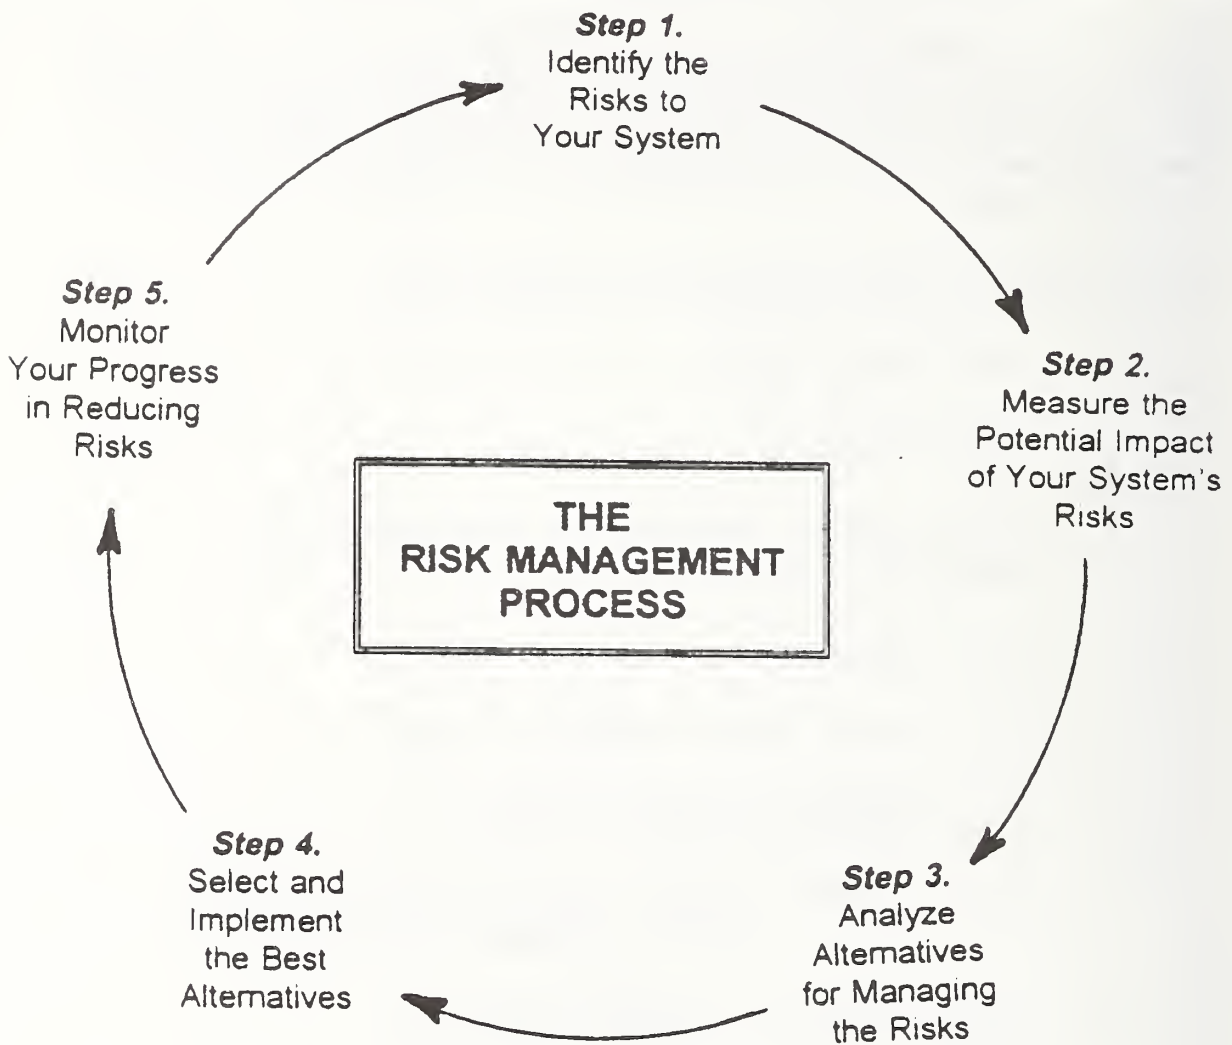 Step 1.
Identify the
Risks to
Your System
Step 2.
Measure the
Potential Impact
of Your System's
Risks
Step 3.
Analyze
Alternatives
for Managing
the Risks
Step 4.
Select and
Implement
the Best
Alternatives
Step 5.
Monitor
Your Progress
in Reducing
Risks
THE
RISK MANAGEMENT
PROCESS